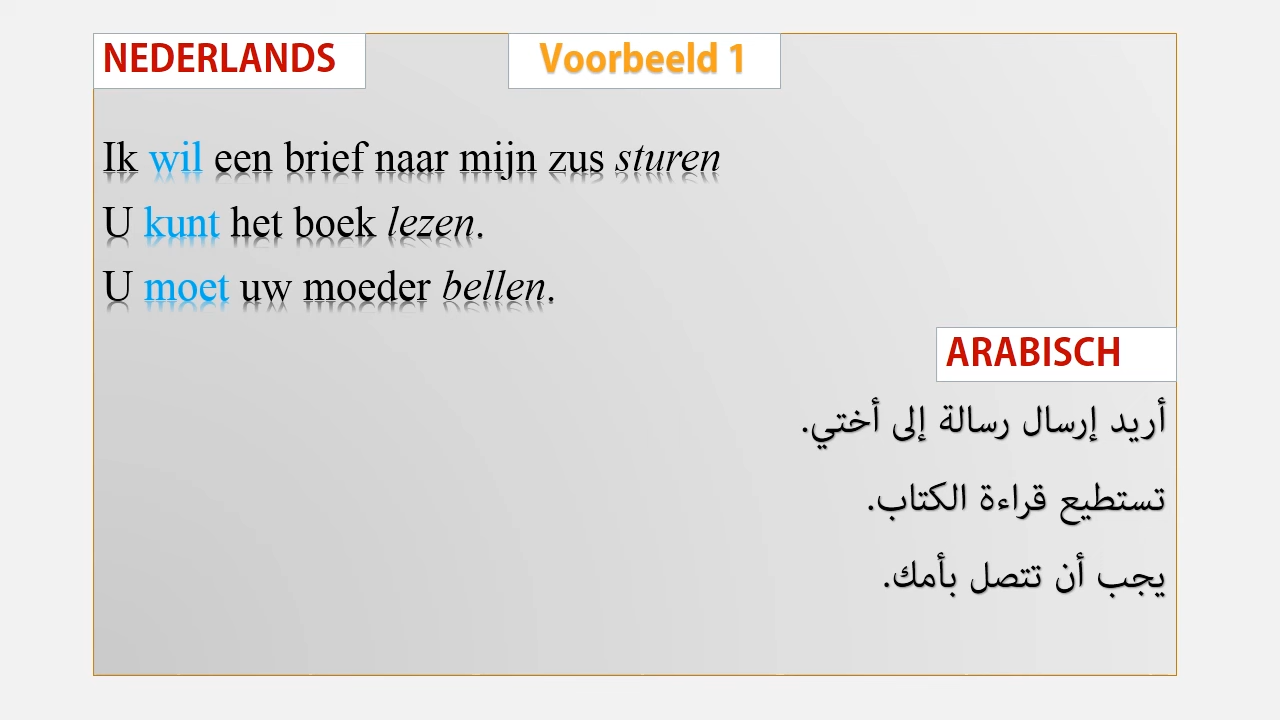 NEDERLANDS
Voorbeeld 1
Ik wil een brief naar mijn zus sturen
U kunt het boek lezen.
U moet uw moeder bellen.
ARABISCH
أريد إرسال رسالة إلى أختي.
تستطيع قراءة الكتاب.
يجب أن تتصل بأمك.